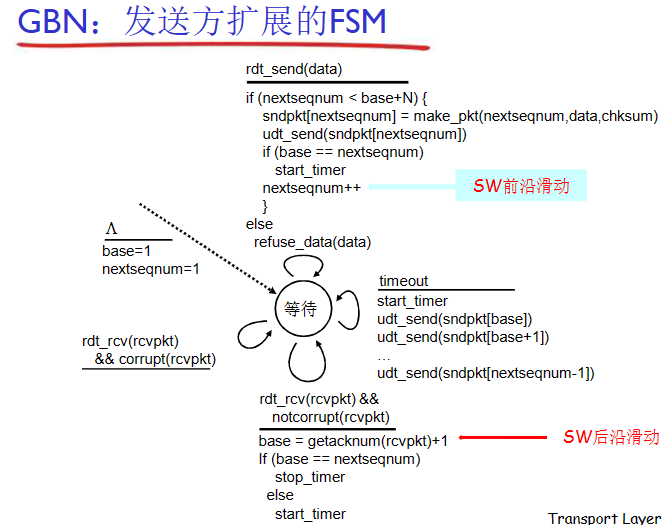 GBN：发送方扩展的FSM
rdt_send(data)
if (nextseqnum < base+N) {
sndpkt[nextseqnum] = make_pkt(nextseqnum,data,chksum)
udt_send(sndpkt[nextseqnum])
if (base == nextseqnum)
start_timer
nextseqnum++
SW前沿滑动
}
else
refuse_data(data)
Λ
base=1
nextseqnum=1
等待
timeout
start_timer
udt_send(sndpkt[base])
udt_send(sndpkt[base+1])
…
udt_send(sndpkt[nextseqnum-1])
rdt_rcv(rcvpkt)
&& corrupt(rcvpkt)
rdt_rcv(rcvpkt) &&
notcorrupt(rcvpkt)
base = getacknum(rcvpkt)+1
SW后沿滑动
If (base == nextseqnum)
stop_timer
else
start_timer
Transport Layer